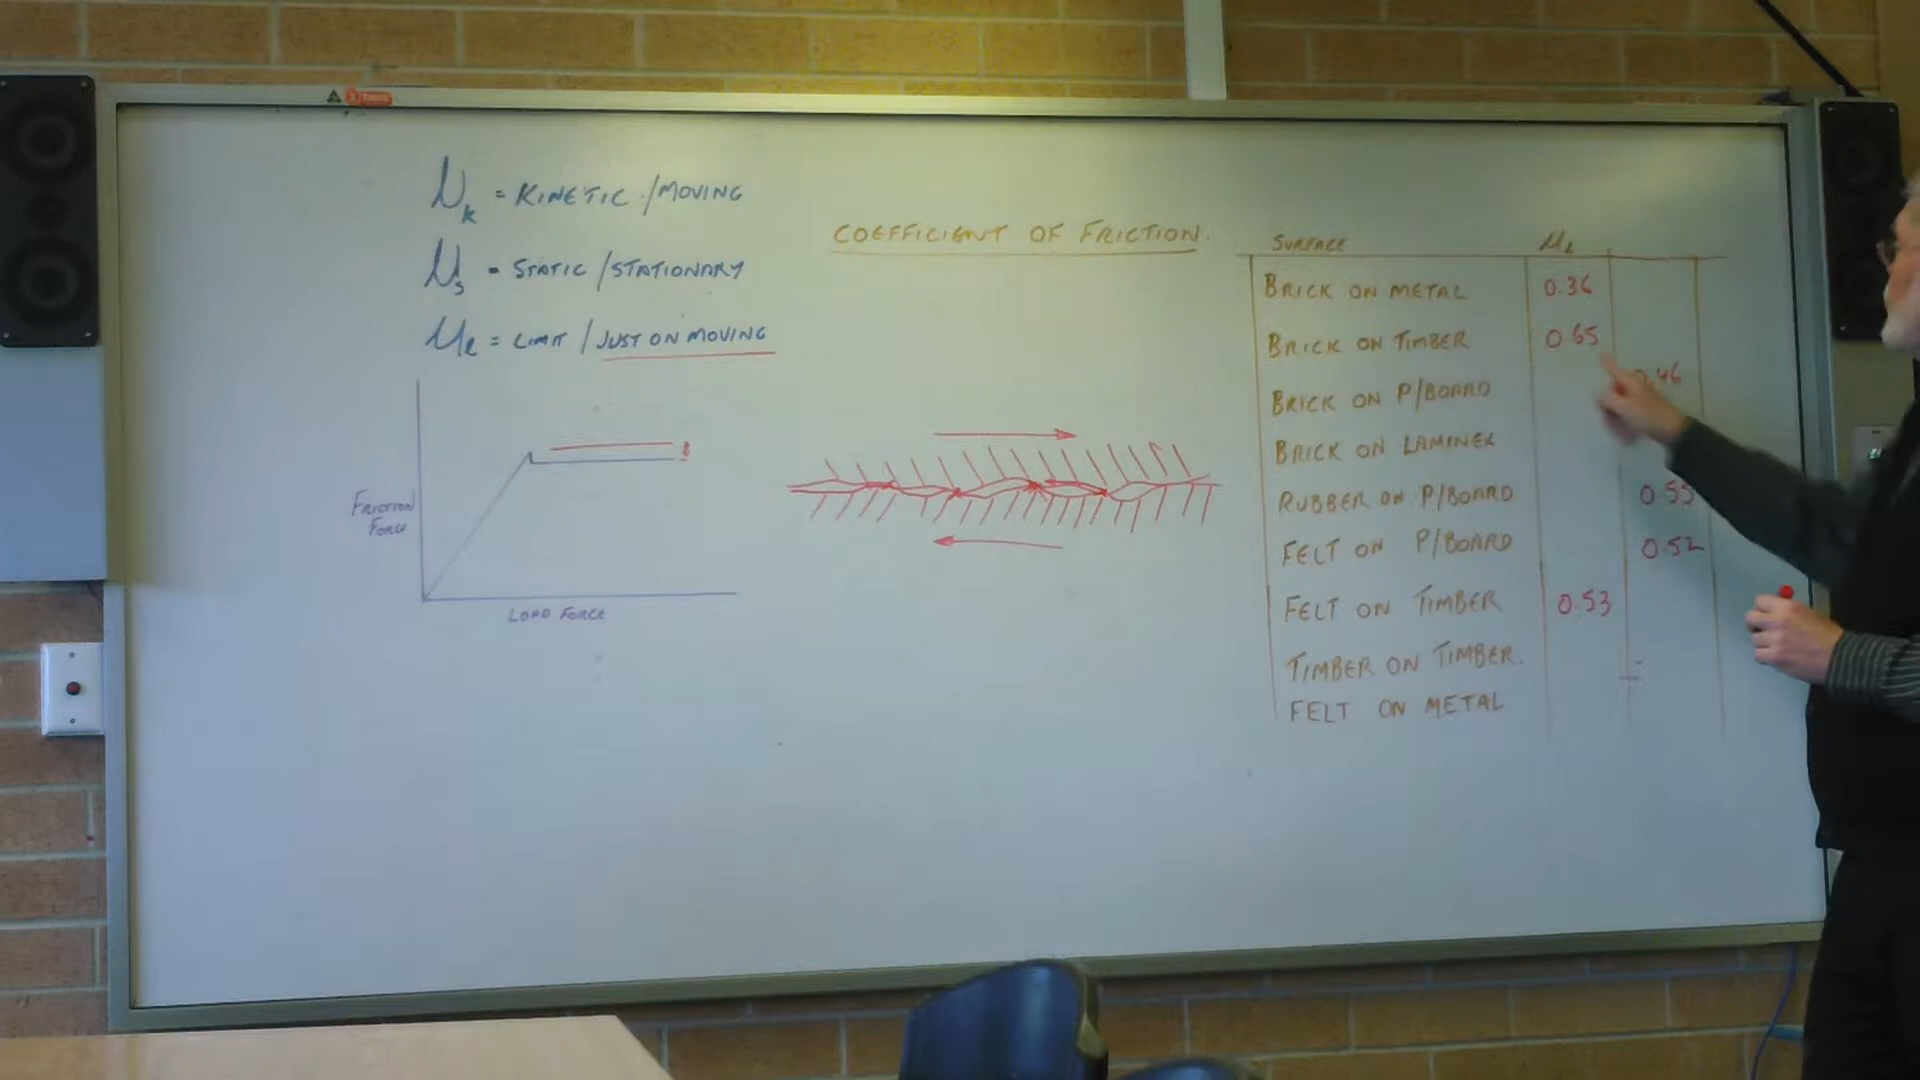 μk = KINETIC / MOVING
μs = STATIC / STATIONARY
μℓ = LIMIT / JUST ON MOVING
FRICTION
FORCE
LOAD FORCE
COEFFICIENT OF FRICTION.
SURFACE μℓ
BRICK ON METAL 0.36
BRICK ON TIMBER 0.65
BRICK ON P/BOARD
BRICK ON LAMINEX
RUBBER ON P/BOARD 0.55
FELT ON P/BOARD 0.52
FELT ON TIMBER 0.53
TIMBER ON TIMBER.
FELT ON METAL